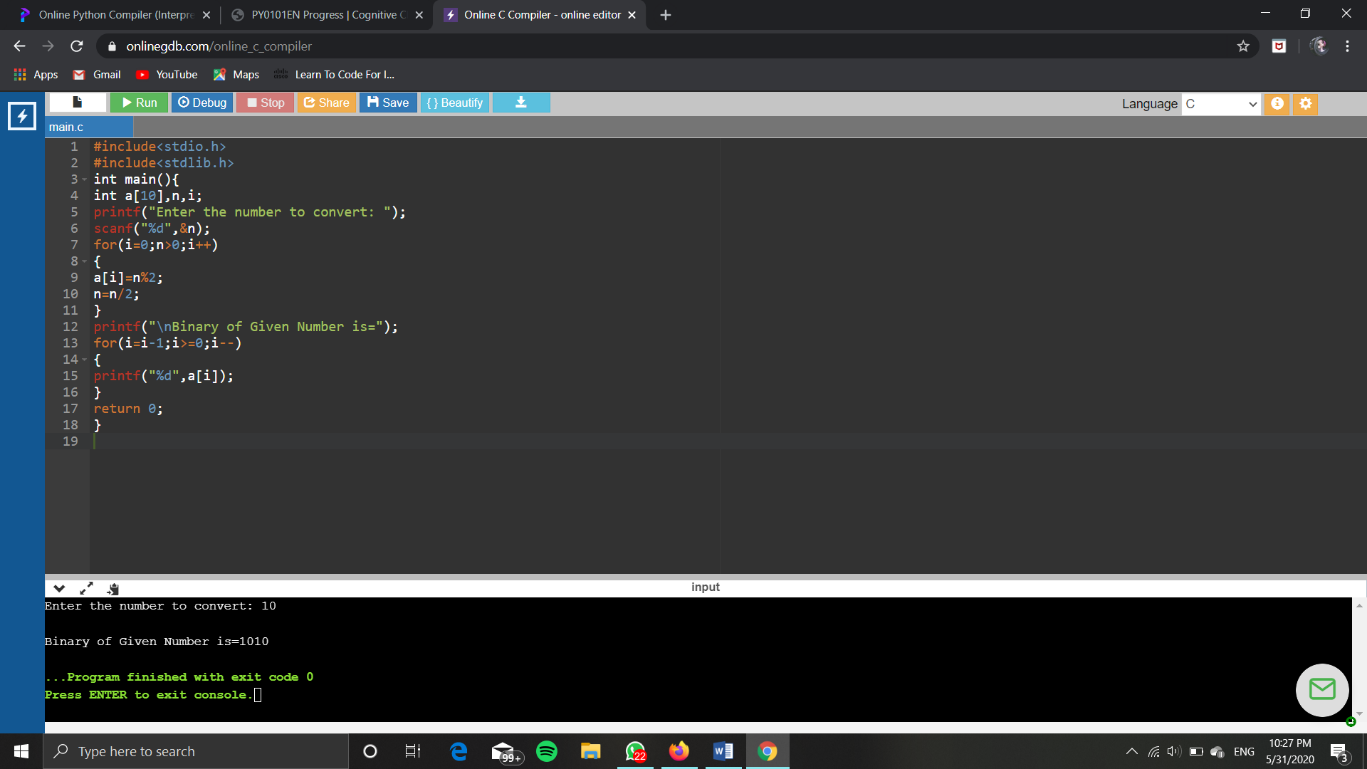 Online Python Compiler (Interpre
PY0101EN Progress | Cognitive C
Online C Compiler - online editor
onlinegdb.com/online_c_compiler
Apps Gmail YouTube Maps Learn To Code For I...
Run Debug Stop Share Save { } Beautify Language C
main.c
1 #include<stdio.h>
2 #include<stdlib.h>
3 int main(){
4 int a[10],n,i;
5 printf("Enter the number to convert: ");
6 scanf("%d",&n);
7 for(i=0;n>0;i++)
8 {
9 a[i]=n%2;
10 n=n/2;
11 }
12 printf("\nBinary of Given Number is=");
13 for(i=i-1;i>=0;i--)
14 {
15 printf("%d",a[i]);
16 }
17 return 0;
18 }
19
input
Enter the number to convert: 10
Binary of Given Number is=1010
...Program finished with exit code 0
Press ENTER to exit console.
Type here to search
99+
22
ENG
10:27 PM
5/31/2020
3